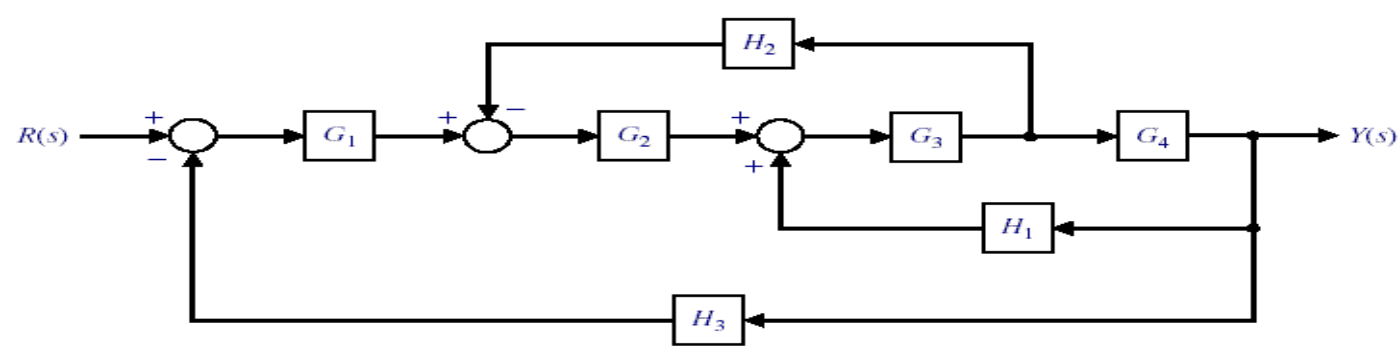 H₂
+ − + +
R(s) G₁ G₂ G₃ G₄ Y(s)
− +
H₁
H₃